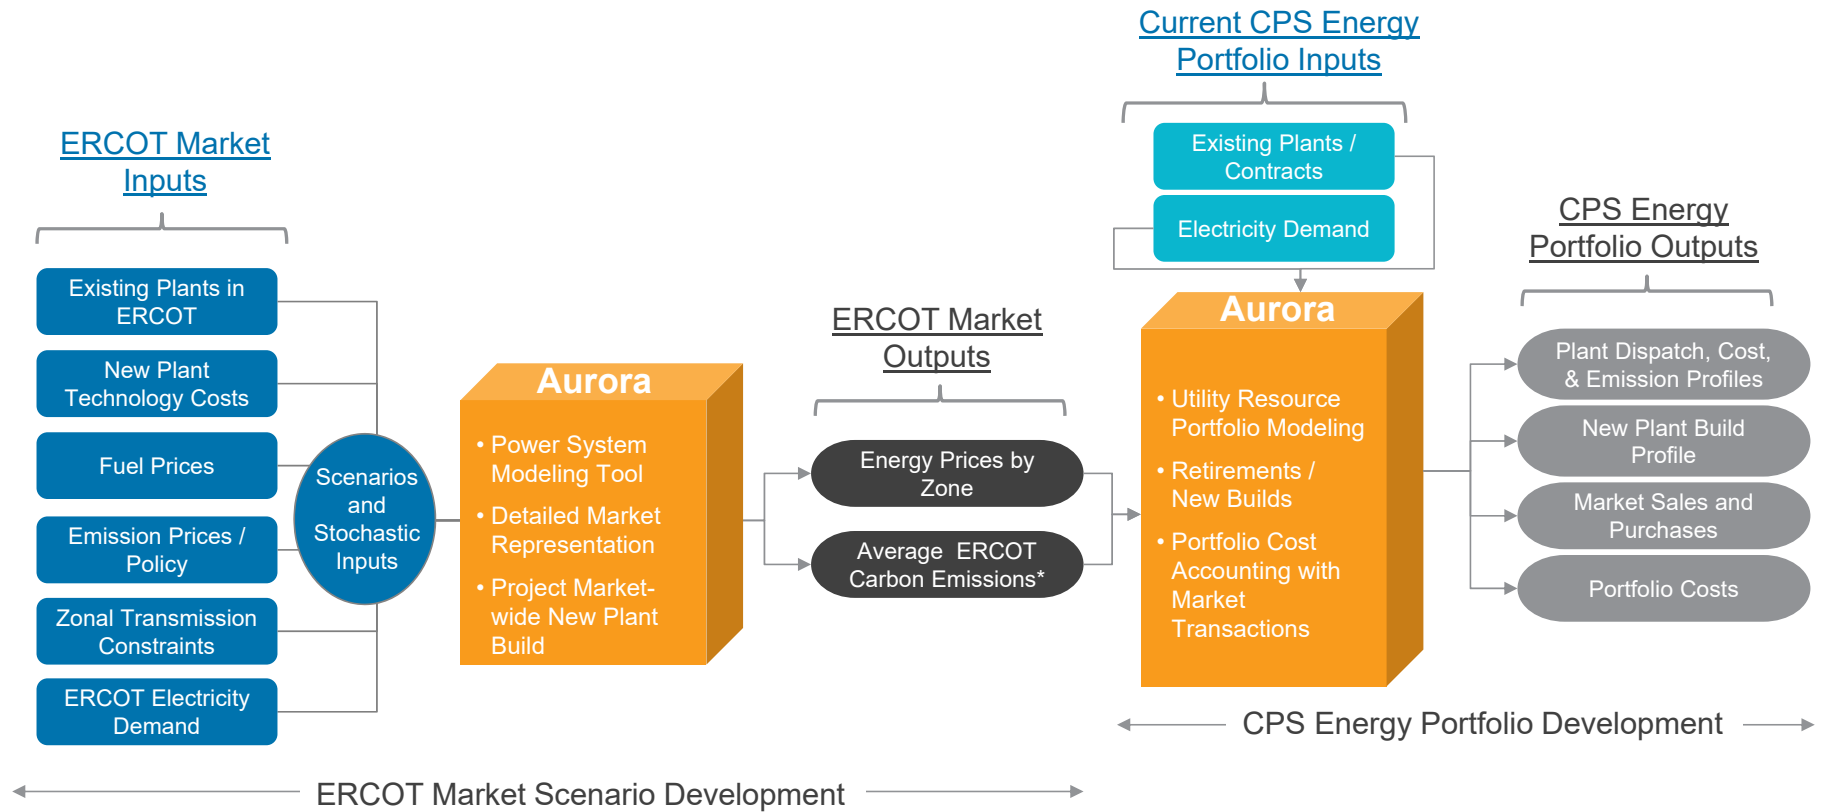 ERCOT Market
Inputs
Existing Plants in
ERCOT
New Plant
Technology Costs
Fuel Prices
Emission Prices /
Policy
Zonal Transmission
Constraints
ERCOT Electricity
Demand
Scenarios
and
Stochastic
Inputs
Aurora
• Power System
Modeling Tool
• Detailed Market
Representation
• Project Market-
wide New Plant
Build
ERCOT Market
Outputs
Energy Prices by
Zone
Average ERCOT
Carbon Emissions*
ERCOT Market Scenario Development
Current CPS Energy
Portfolio Inputs
Existing Plants /
Contracts
Electricity Demand
Aurora
• Utility Resource
Portfolio Modeling
• Retirements /
New Builds
• Portfolio Cost
Accounting with
Market
Transactions
CPS Energy
Portfolio Outputs
Plant Dispatch, Cost,
& Emission Profiles
New Plant Build
Profile
Market Sales and
Purchases
Portfolio Costs
CPS Energy Portfolio Development